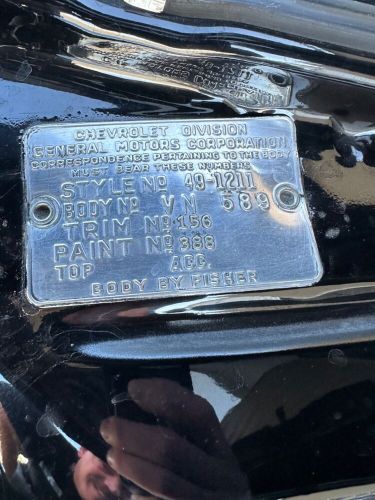 CHEVROLET DIVISION
GENERAL MOTORS CORPORATION
CORRESPONDENCE PERTAINING TO THE BODY
MUST BEAR THESE NUMBERS
STYLE No 49-1211
BODY No VN 589
TRIM No 156
PAINT No 388
TOP ACC.
BODY BY FISHER